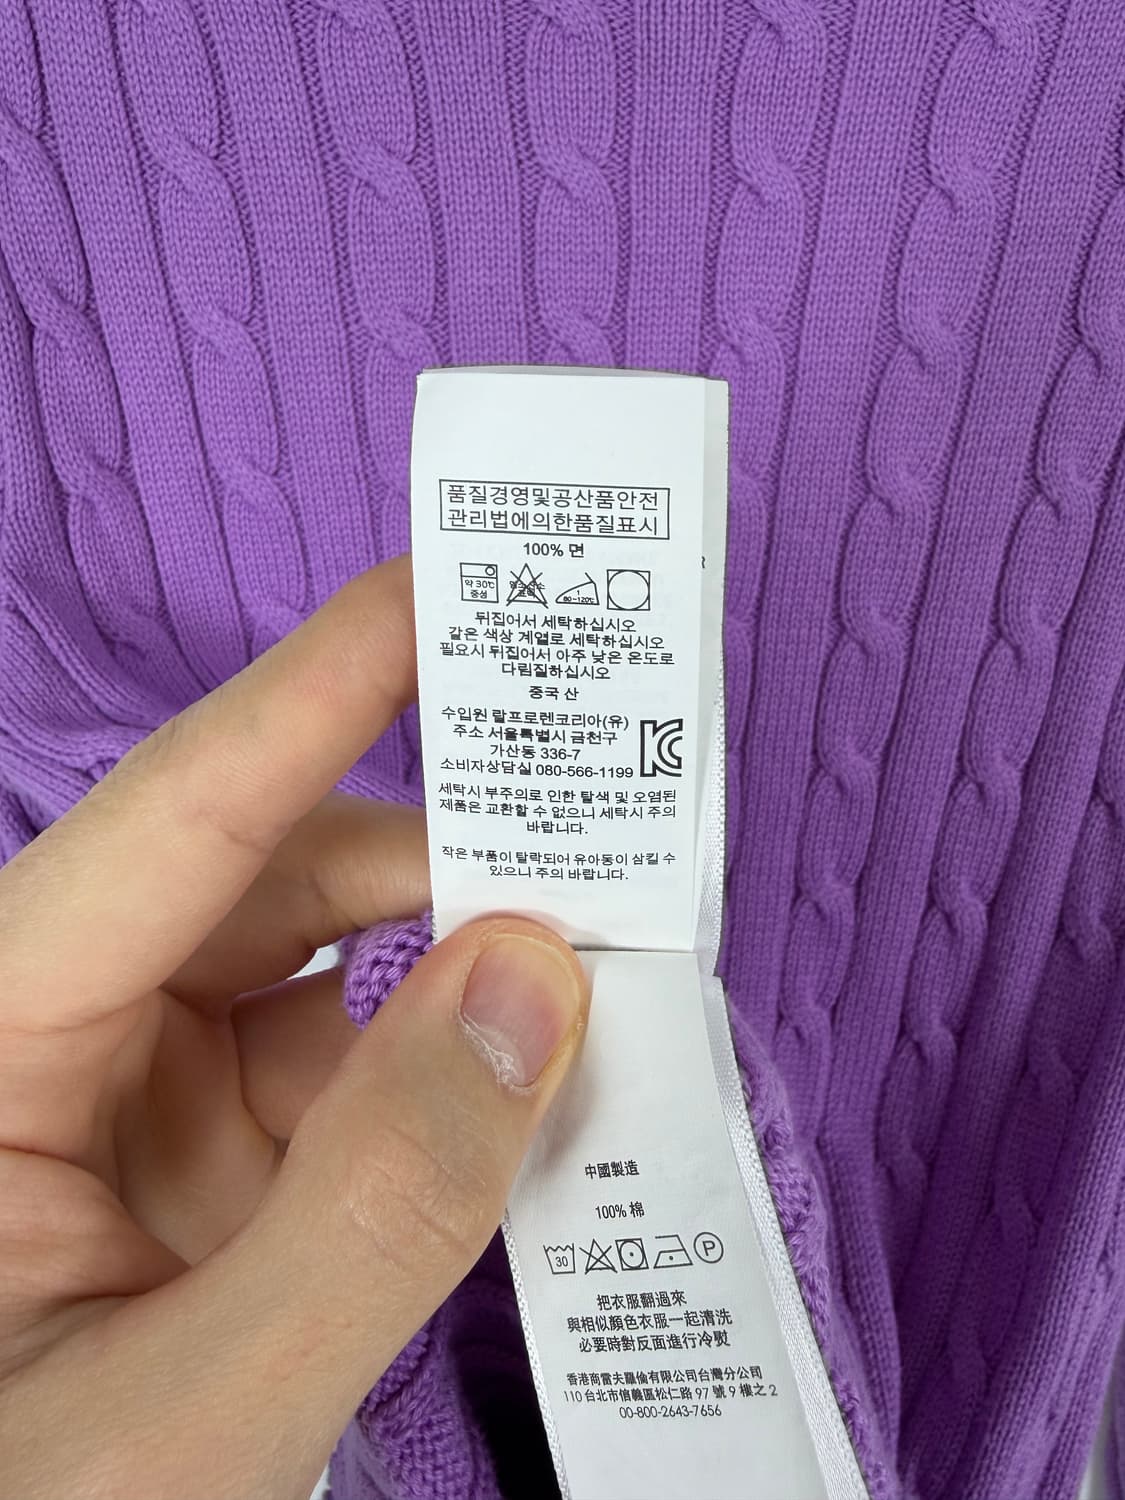 품질경영및공산품안전
관리법에의한품질표시
100% 면
약 30℃
중성
80~120℃
뒤집어서 세탁하십시오
같은 색상 계열로 세탁하십시오
필요시 뒤집어서 아주 낮은 온도로
다림질하십시오
중국 산
수입원 랄프로렌코리아(유)
주소 서울특별시 금천구
가산동 336-7
소비자상담실 080-566-1199
세탁시 부주의로 인한 탈색 및 오염된
제품은 교환할 수 없으니 세탁시 주의
바랍니다.
작은 부품이 탈락되어 유아동이 삼킬 수
있으니 주의 바랍니다.
R
中國製造
100% 棉
30
P
把衣服翻過來
與相似顏色衣服一起清洗
必要時對反面進行冷熨
香港商雷夫羅倫有限公司台灣分公司
110 台北市信義區松仁路 97 號 9 樓之 2
00-800-2643-7656